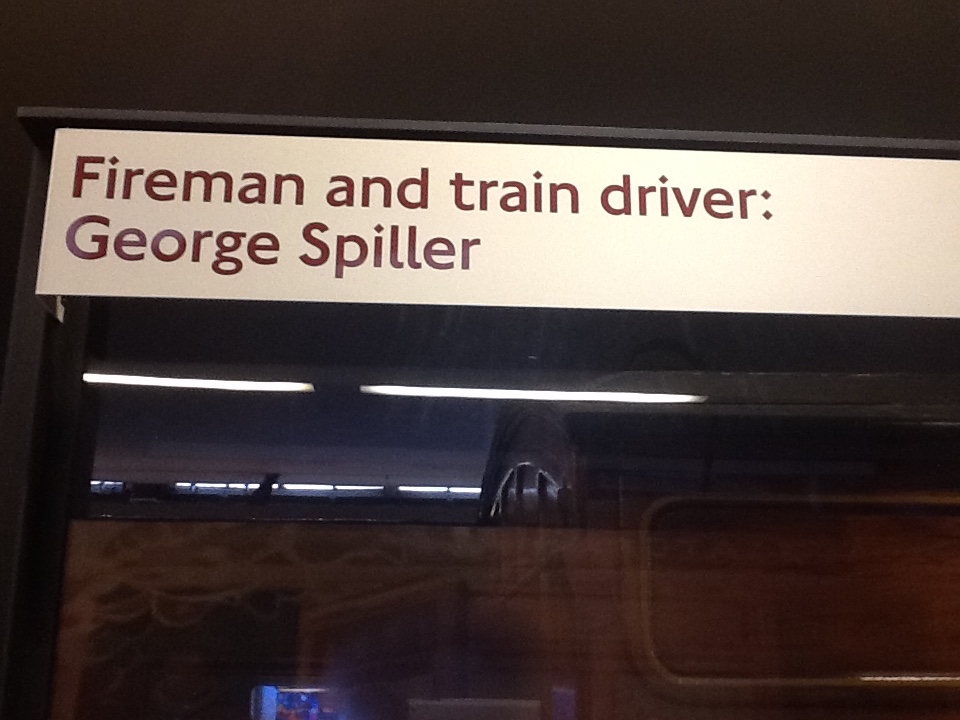 Fireman and train driver:
George Spiller